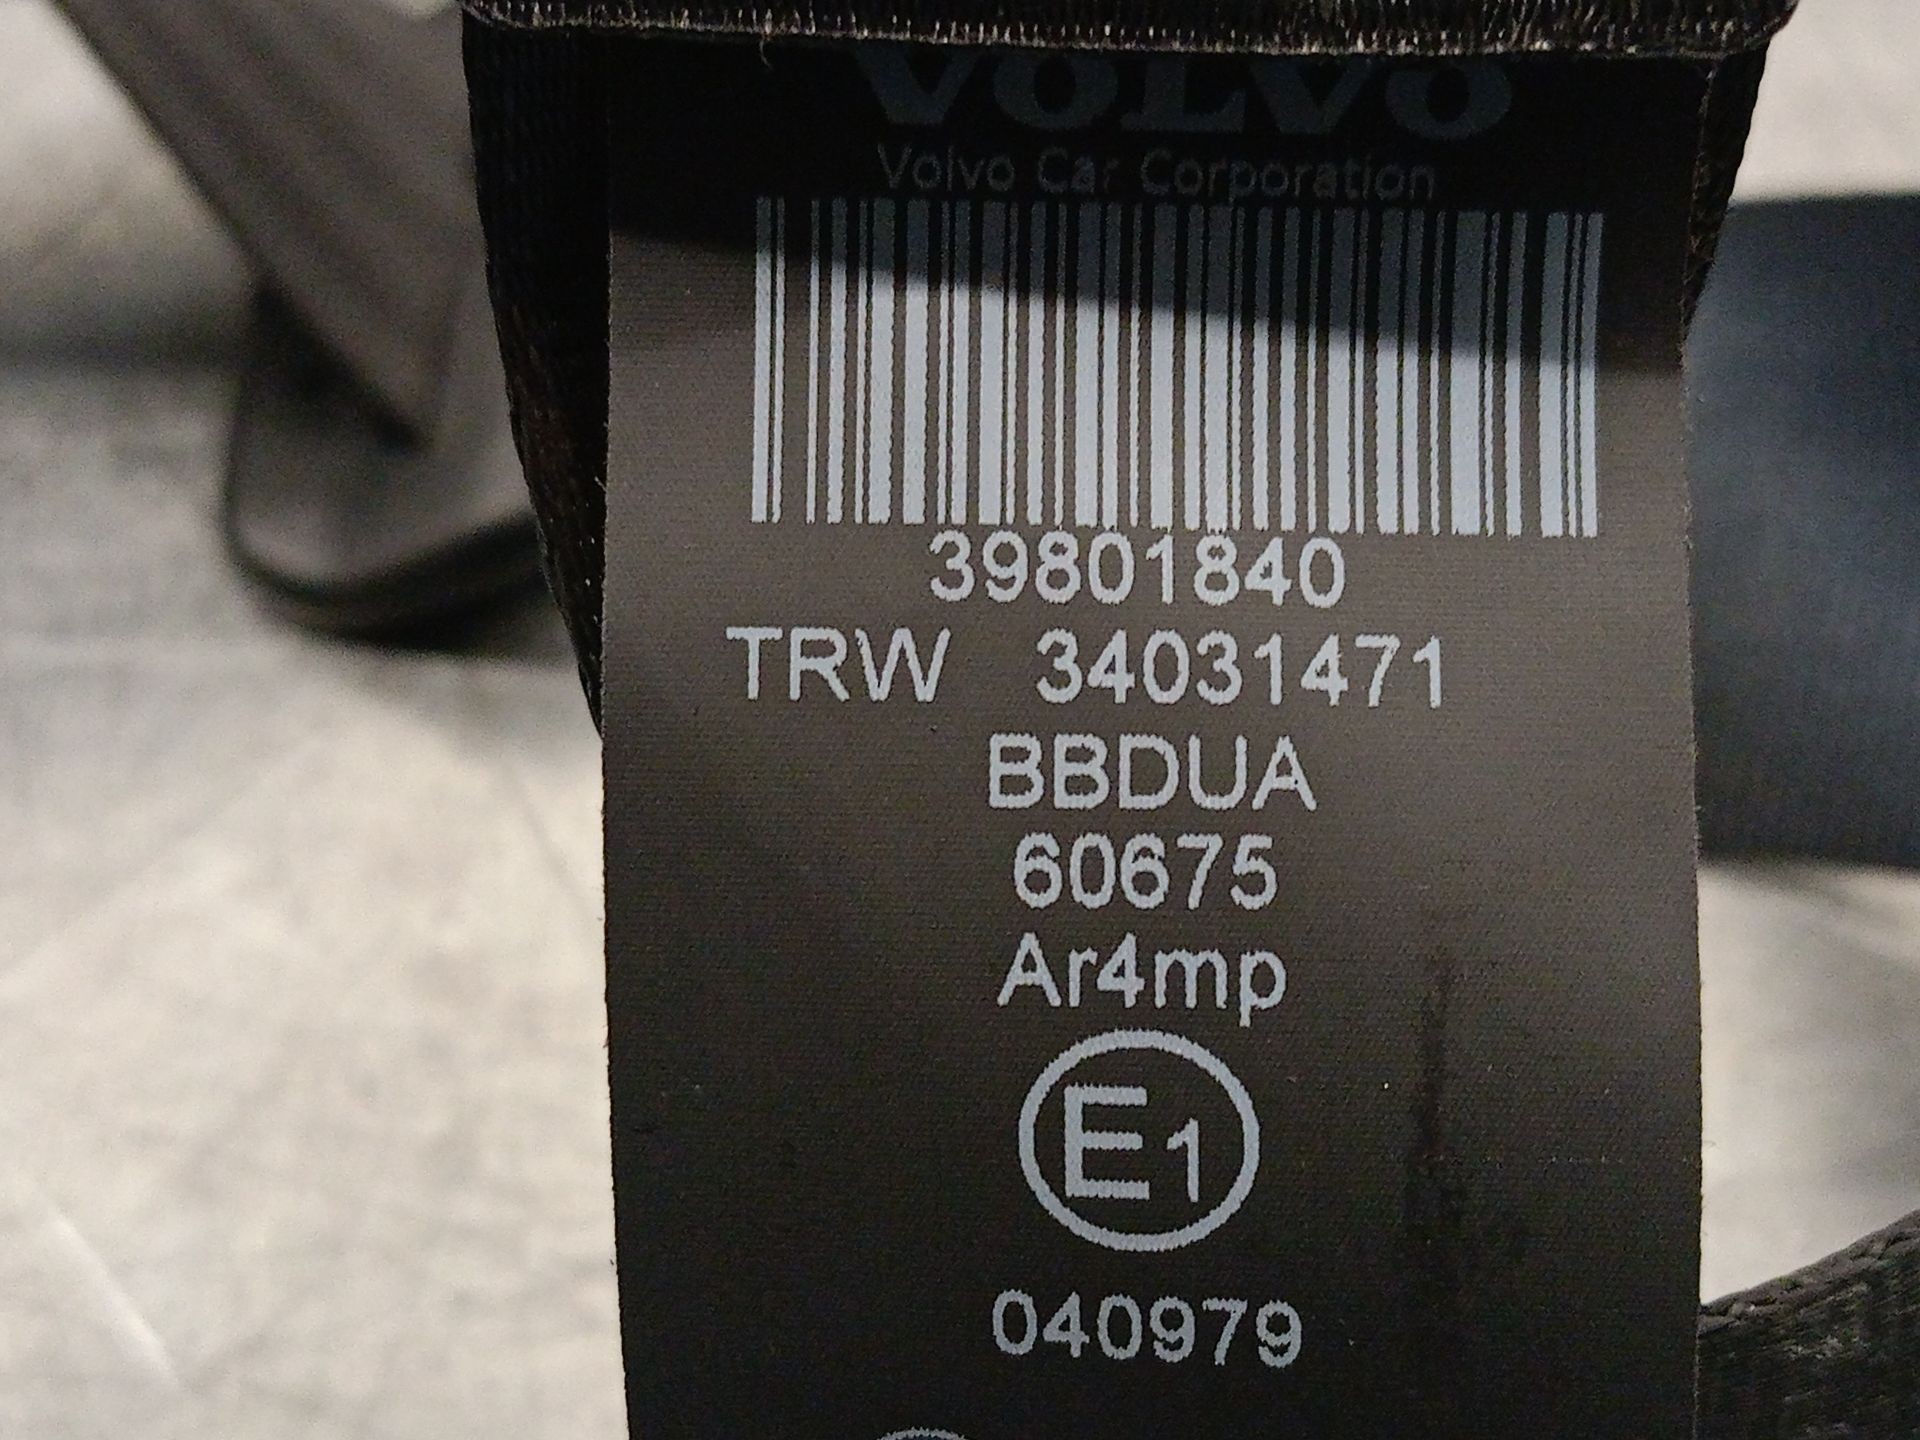 VOLVO
Volvo Car Corporation
39801840
TRW 34031471
BBDUA
60675
Ar4mp
E1
040979